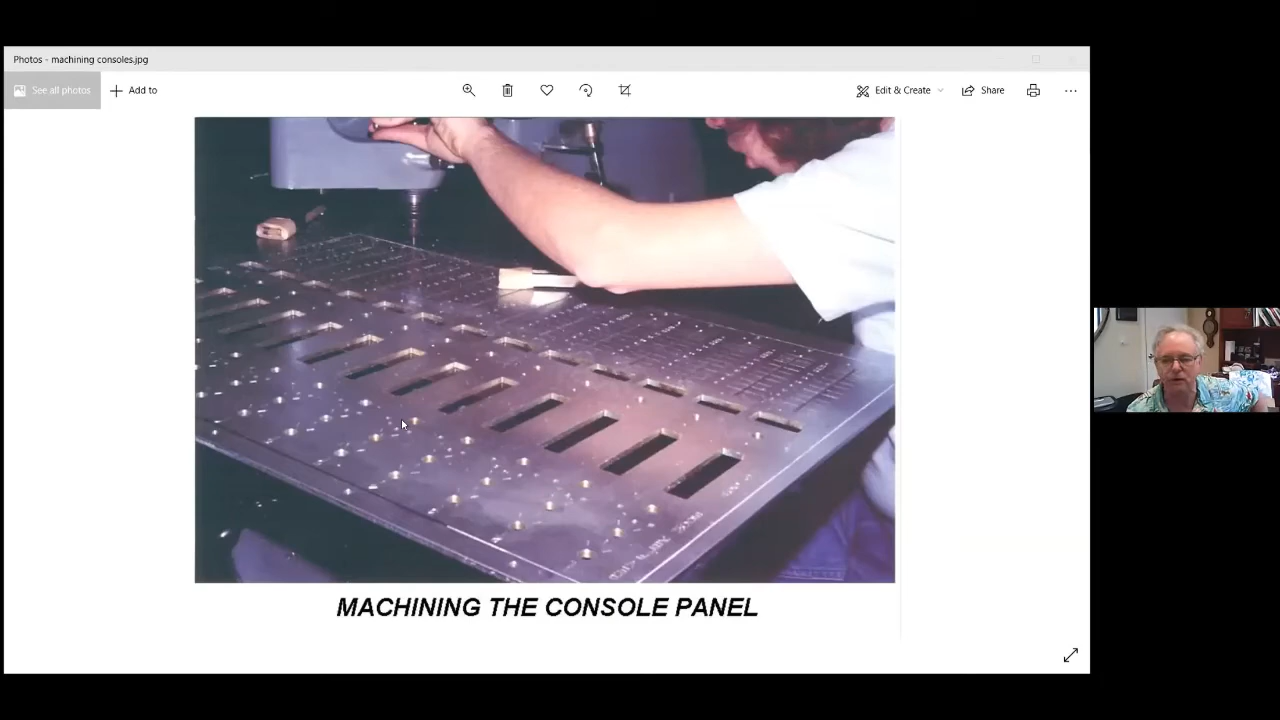 Photos - machining consoles.jpg
See all photos
Add to
Edit & Create
Share
MACHINING THE CONSOLE PANEL